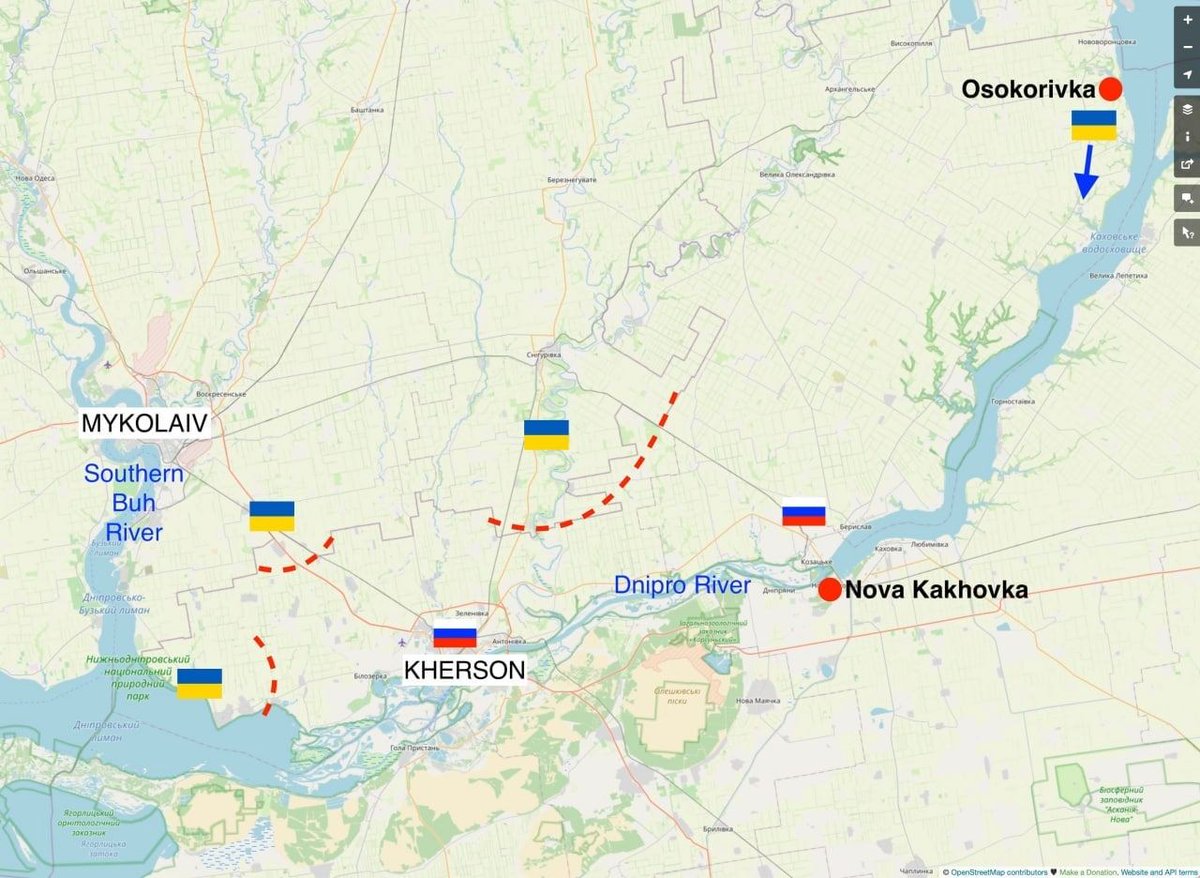 Високопілля
Нововоронцовка
Osokorivka
Архангельське
Баштанка
Нова Одеса
Березнегувате
Велика Олександрівка
Каховське
водосховище
Ольшанське
Велика Лепетиха
Снігурівка
Воскресенське
Горностаївка
MYKOLAIV
Southern
Buh
River
Берислав
Каховка
Любимівка
Бузький
лиман
Козацьке
Dnipro River
Дніпряни
Nova Kakhovka
Дніпровсько-
Бузький лиман
Зеленівка
Антонівка
Нижньодніпровський
національний
природний
парк
KHERSON
Білозерка
Олешківські
піски
Нова Маячка
Дніпровський
лиман
Гола Пристань
Біосферний
заповідник
"Асканія-
Нова"
Ягорлицький
орнітологічний
заказник
Ягорлицька
затока
Брилівка
Чаплинка
© OpenStreetMap contributors ♥ Make a Donation. Website and API terms